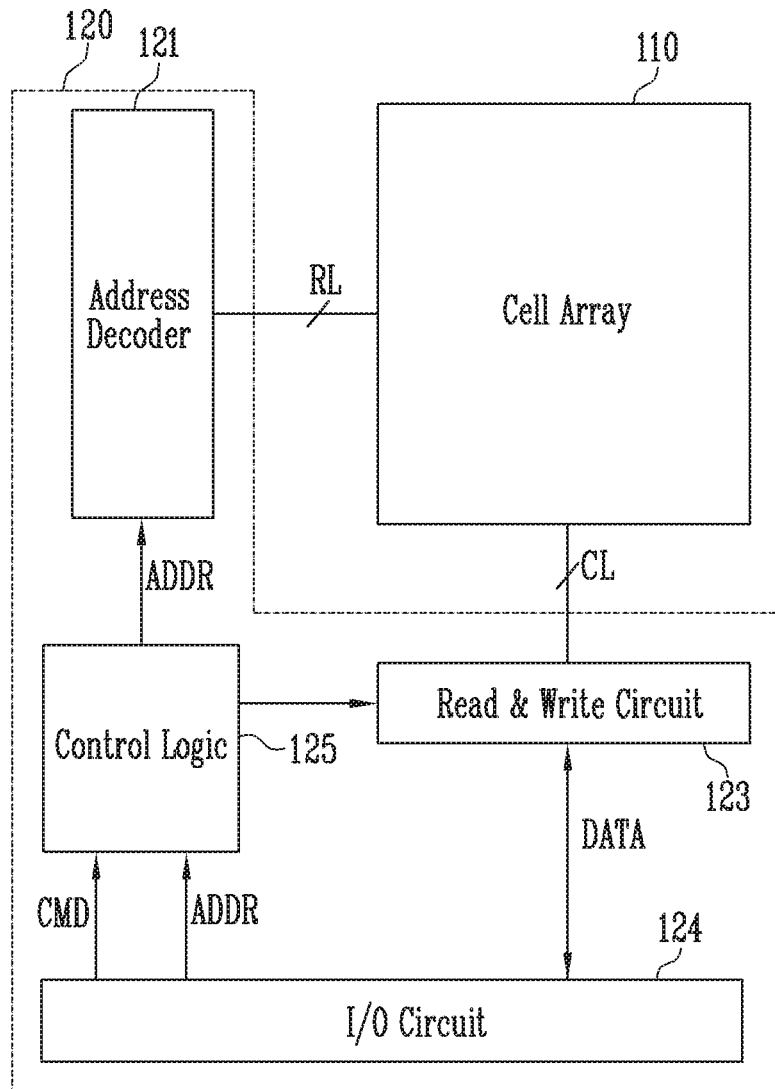 120
121
110
Address
Decoder
RL
Cell Array
ADDR
CL
Control Logic
125
Read & Write Circuit
123
DATA
CMD
ADDR
124
I/O Circuit